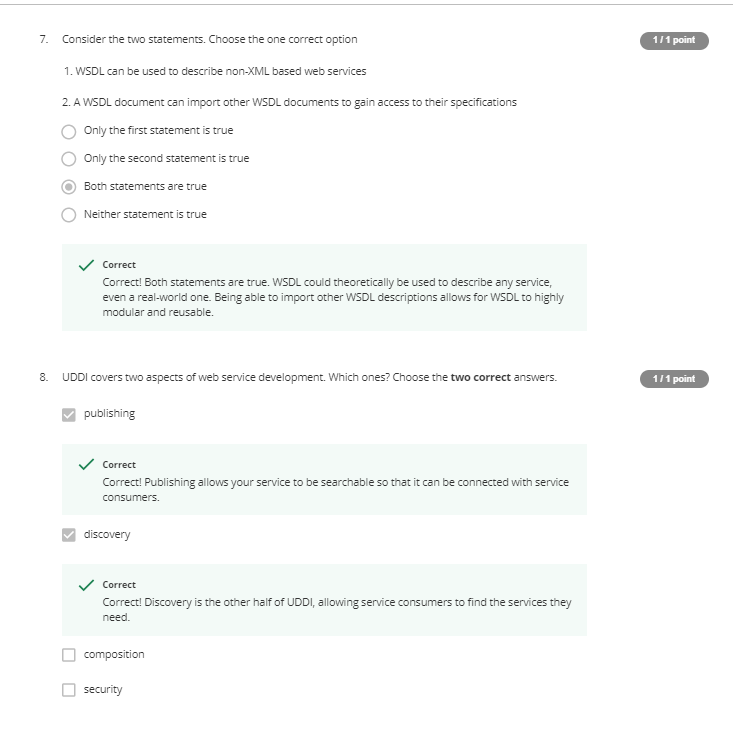 7. Consider the two statements. Choose the one correct option
1 / 1 point
1. WSDL can be used to describe non-XML based web services
2. A WSDL document can import other WSDL documents to gain access to their specifications
Only the first statement is true
Only the second statement is true
Both statements are true
Neither statement is true
Correct
Correct! Both statements are true. WSDL could theoretically be used to describe any service,
even a real-world one. Being able to import other WSDL descriptions allows for WSDL to highly
modular and reusable.
8. UDDI covers two aspects of web service development. Which ones? Choose the two correct answers.
1 / 1 point
publishing
Correct
Correct! Publishing allows your service to be searchable so that it can be connected with service
consumers.
discovery
Correct
Correct! Discovery is the other half of UDDI, allowing service consumers to find the services they
need.
composition
security